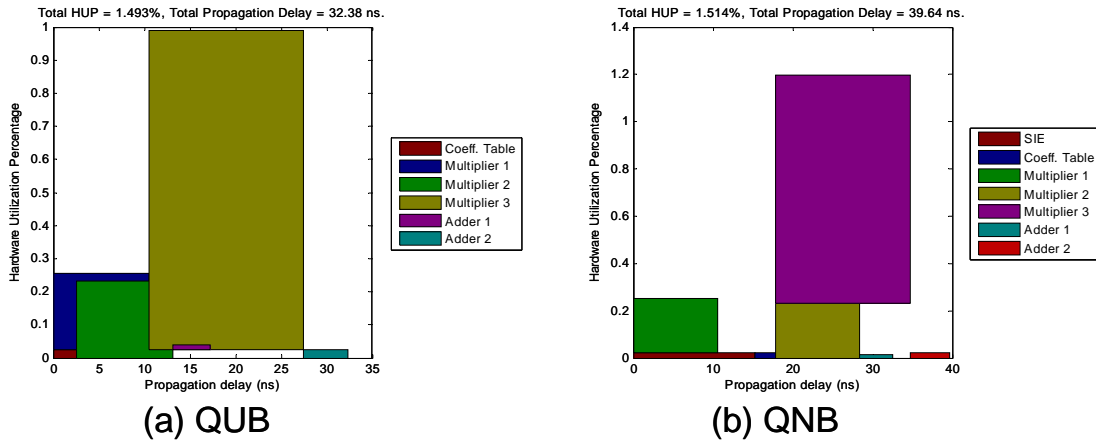 Total HUP = 1.493%, Total Propagation Delay = 32.38 ns.
1
0.9
0.8
0.7
0.6
0.5
0.4
0.3
0.2
0.1
0
Hardware Utilization Percentage
0 5 10 15 20 25 30 35
Propagation delay (ns)
Coeff. Table
Multiplier 1
Multiplier 2
Multiplier 3
Adder 1
Adder 2
(a) QUB
Total HUP = 1.514%, Total Propagation Delay = 39.64 ns.
1.4
1.2
1
0.8
0.6
0.4
0.2
0
Hardware Utilization Percentage
0 10 20 30 40
Propagation delay (ns)
SIE
Coeff. Table
Multiplier 1
Multiplier 2
Multiplier 3
Adder 1
Adder 2
(b) QNB